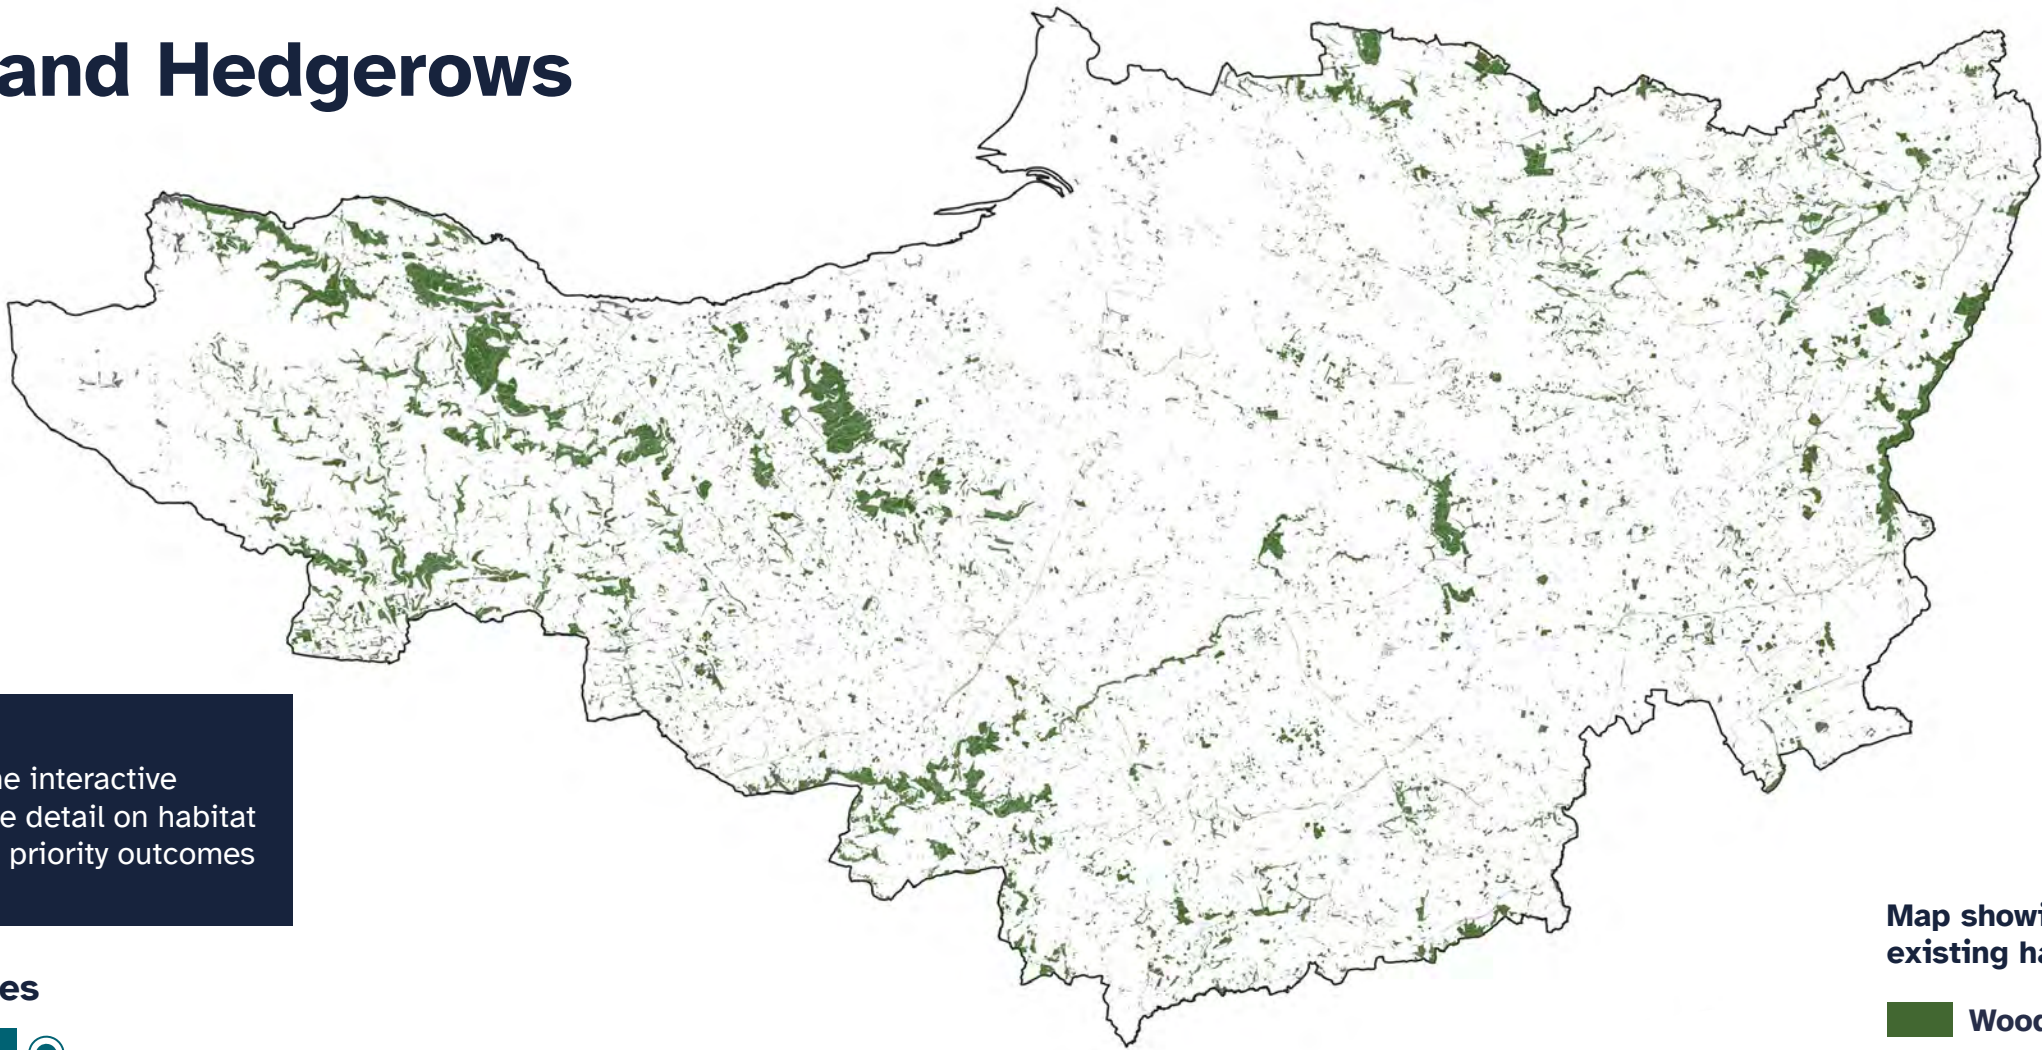 and Hedgerows
e interactive
e detail on habitat
priority outcomes
es
Map showi
existing ha
Wood